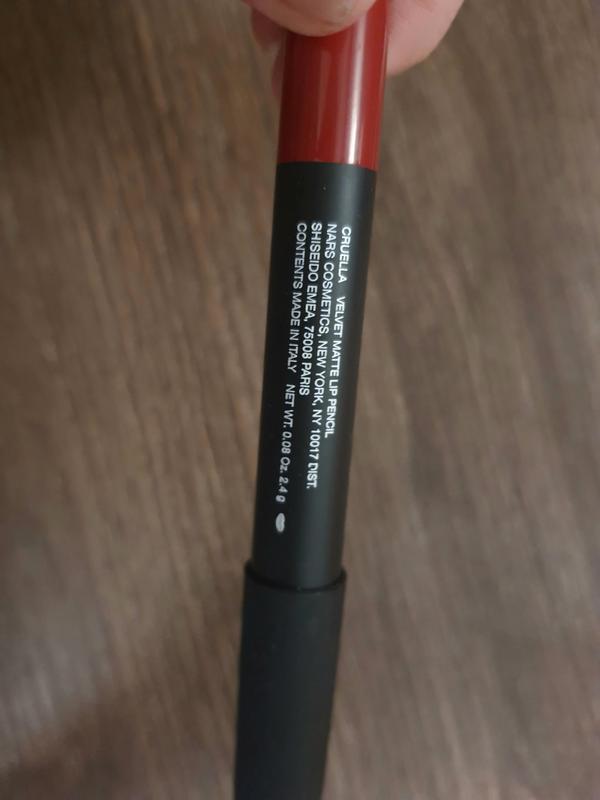 CRUELLA VELVET MATTE LIP PENCIL
NARS COSMETICS, NEW YORK, NY 10017 DIST.
SHISEIDO EMEA, 75008 PARIS
CONTENTS MADE IN ITALY NET WT. 0.08 Oz. 2.4 g